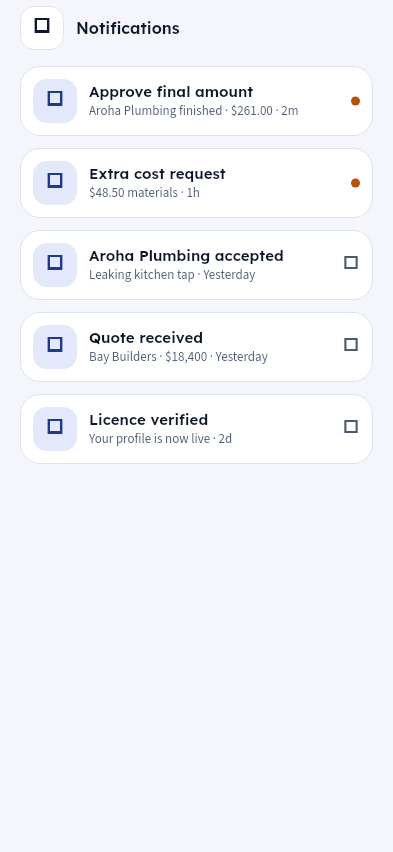 Notifications
Approve final amount
Aroha Plumbing finished · $261.00 · 2m
Extra cost request
$48.50 materials · 1h
Aroha Plumbing accepted
Leaking kitchen tap · Yesterday
Quote received
Bay Builders · $18,400 · Yesterday
Licence verified
Your profile is now live · 2d